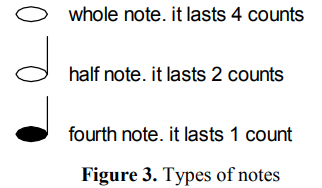 whole note. it lasts 4 counts
half note. it lasts 2 counts
fourth note. it lasts 1 count
Figure 3. Types of notes